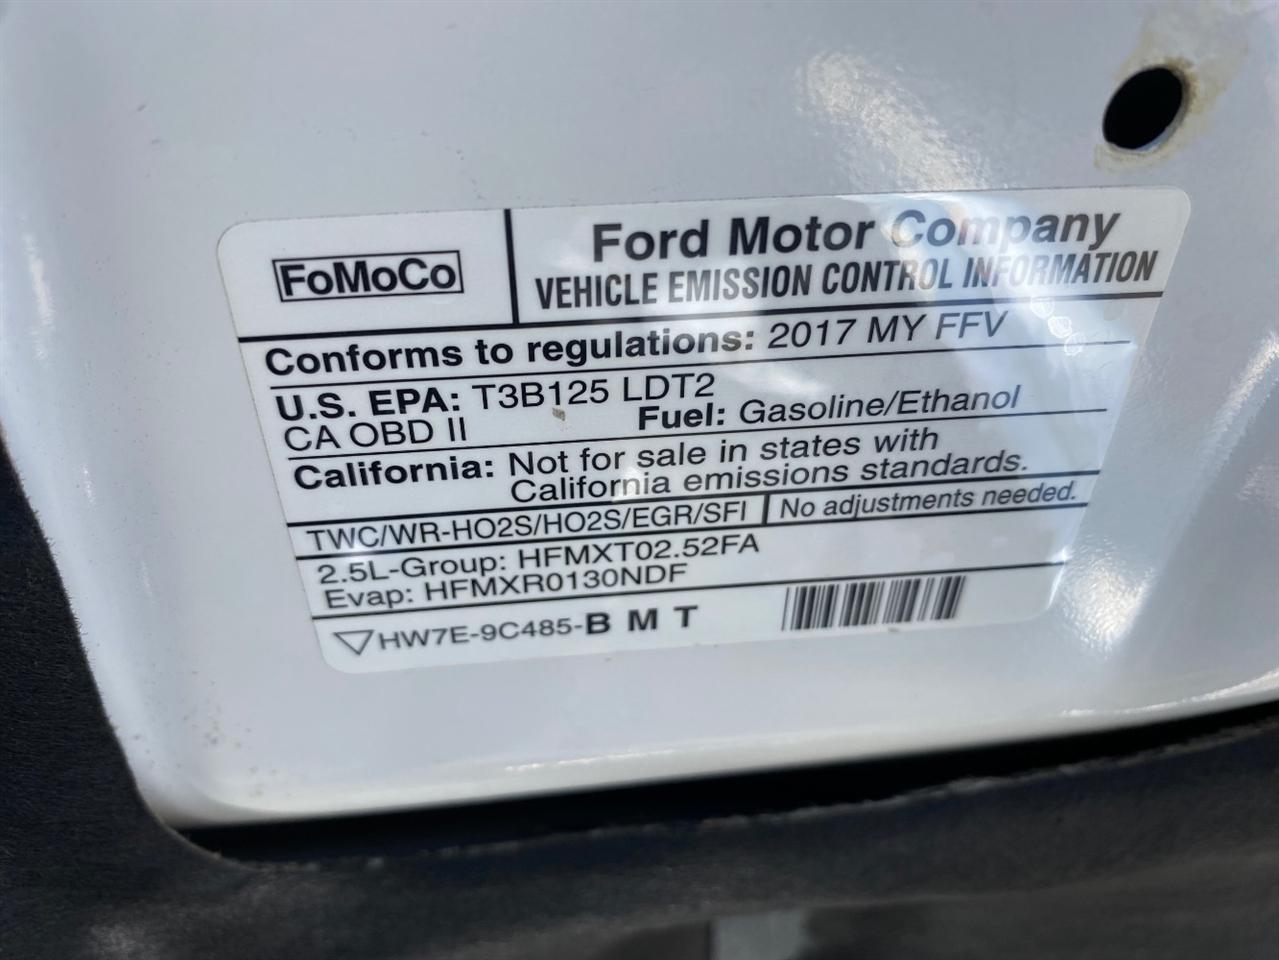 FoMoCo
Ford Motor Company
VEHICLE EMISSION CONTROL INFORMATION
Conforms to regulations: 2017 MY FFV
U.S. EPA: T3B125 LDT2
CA OBD II Fuel: Gasoline/Ethanol
California: Not for sale in states with
California emissions standards.
TWC/WR-HO2S/HO2S/EGR/SFI No adjustments needed.
2.5L-Group: HFMXT02.52FA
Evap: HFMXR0130NDF
HW7E-9C485-B M T